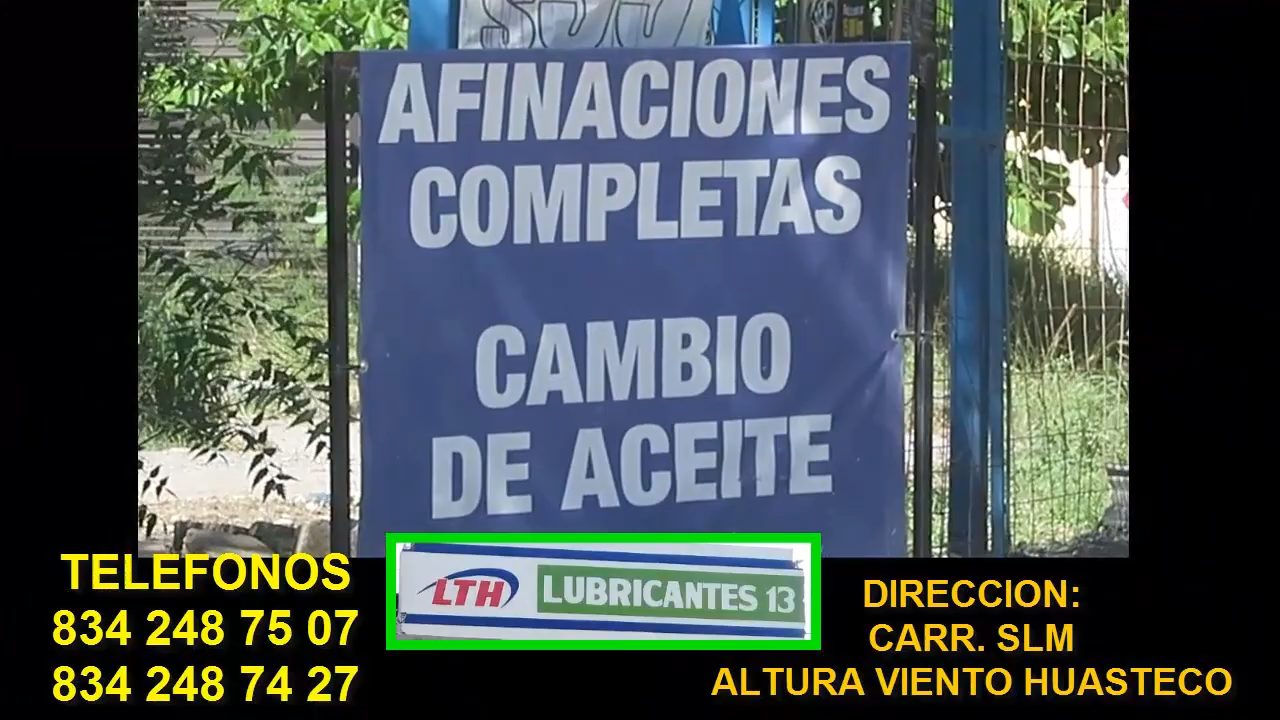 AFINACIONES
COMPLETAS
CAMBIO
DE ACEITE
TELEFONOS
834 248 75 07
834 248 74 27
LTH LUBRICANTES 13
DIRECCION:
CARR. SLM
ALTURA VIENTO HUASTECO